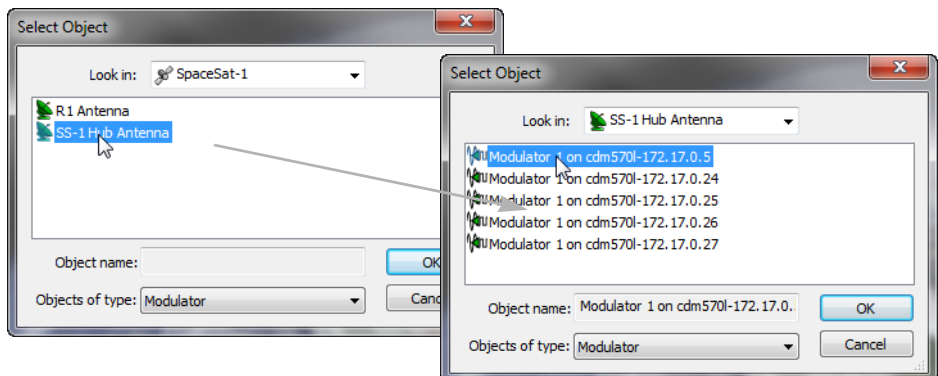 Select Object
Look in: SpaceSat-1
R1 Antenna
SS-1 Hub Antenna
Object name:
OK
Objects of type: Modulator
Canc
Select Object
Look in: SS-1 Hub Antenna
Modulator 1 on cdm570l-172.17.0.5
Modulator 1 on cdm570l-172.17.0.24
Modulator 1 on cdm570l-172.17.0.25
Modulator 1 on cdm570l-172.17.0.26
Modulator 1 on cdm570l-172.17.0.27
Object name: Modulator 1 on cdm570l-172.17.0.
OK
Objects of type: Modulator
Cancel